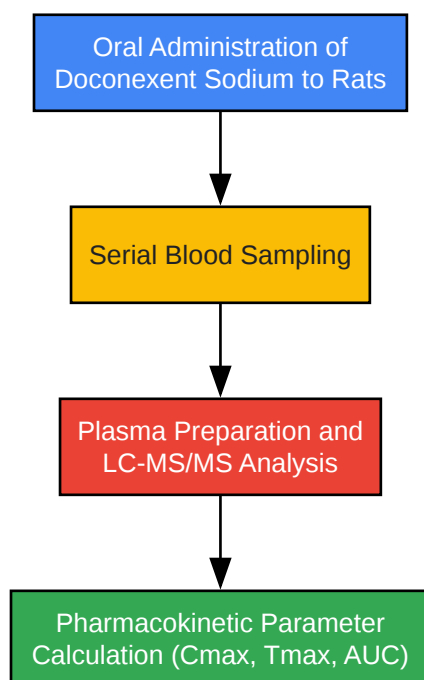 Oral Administration of
Doconexent Sodium to Rats
Serial Blood Sampling
Plasma Preparation and
LC-MS/MS Analysis
Pharmacokinetic Parameter
Calculation (Cmax, Tmax, AUC)